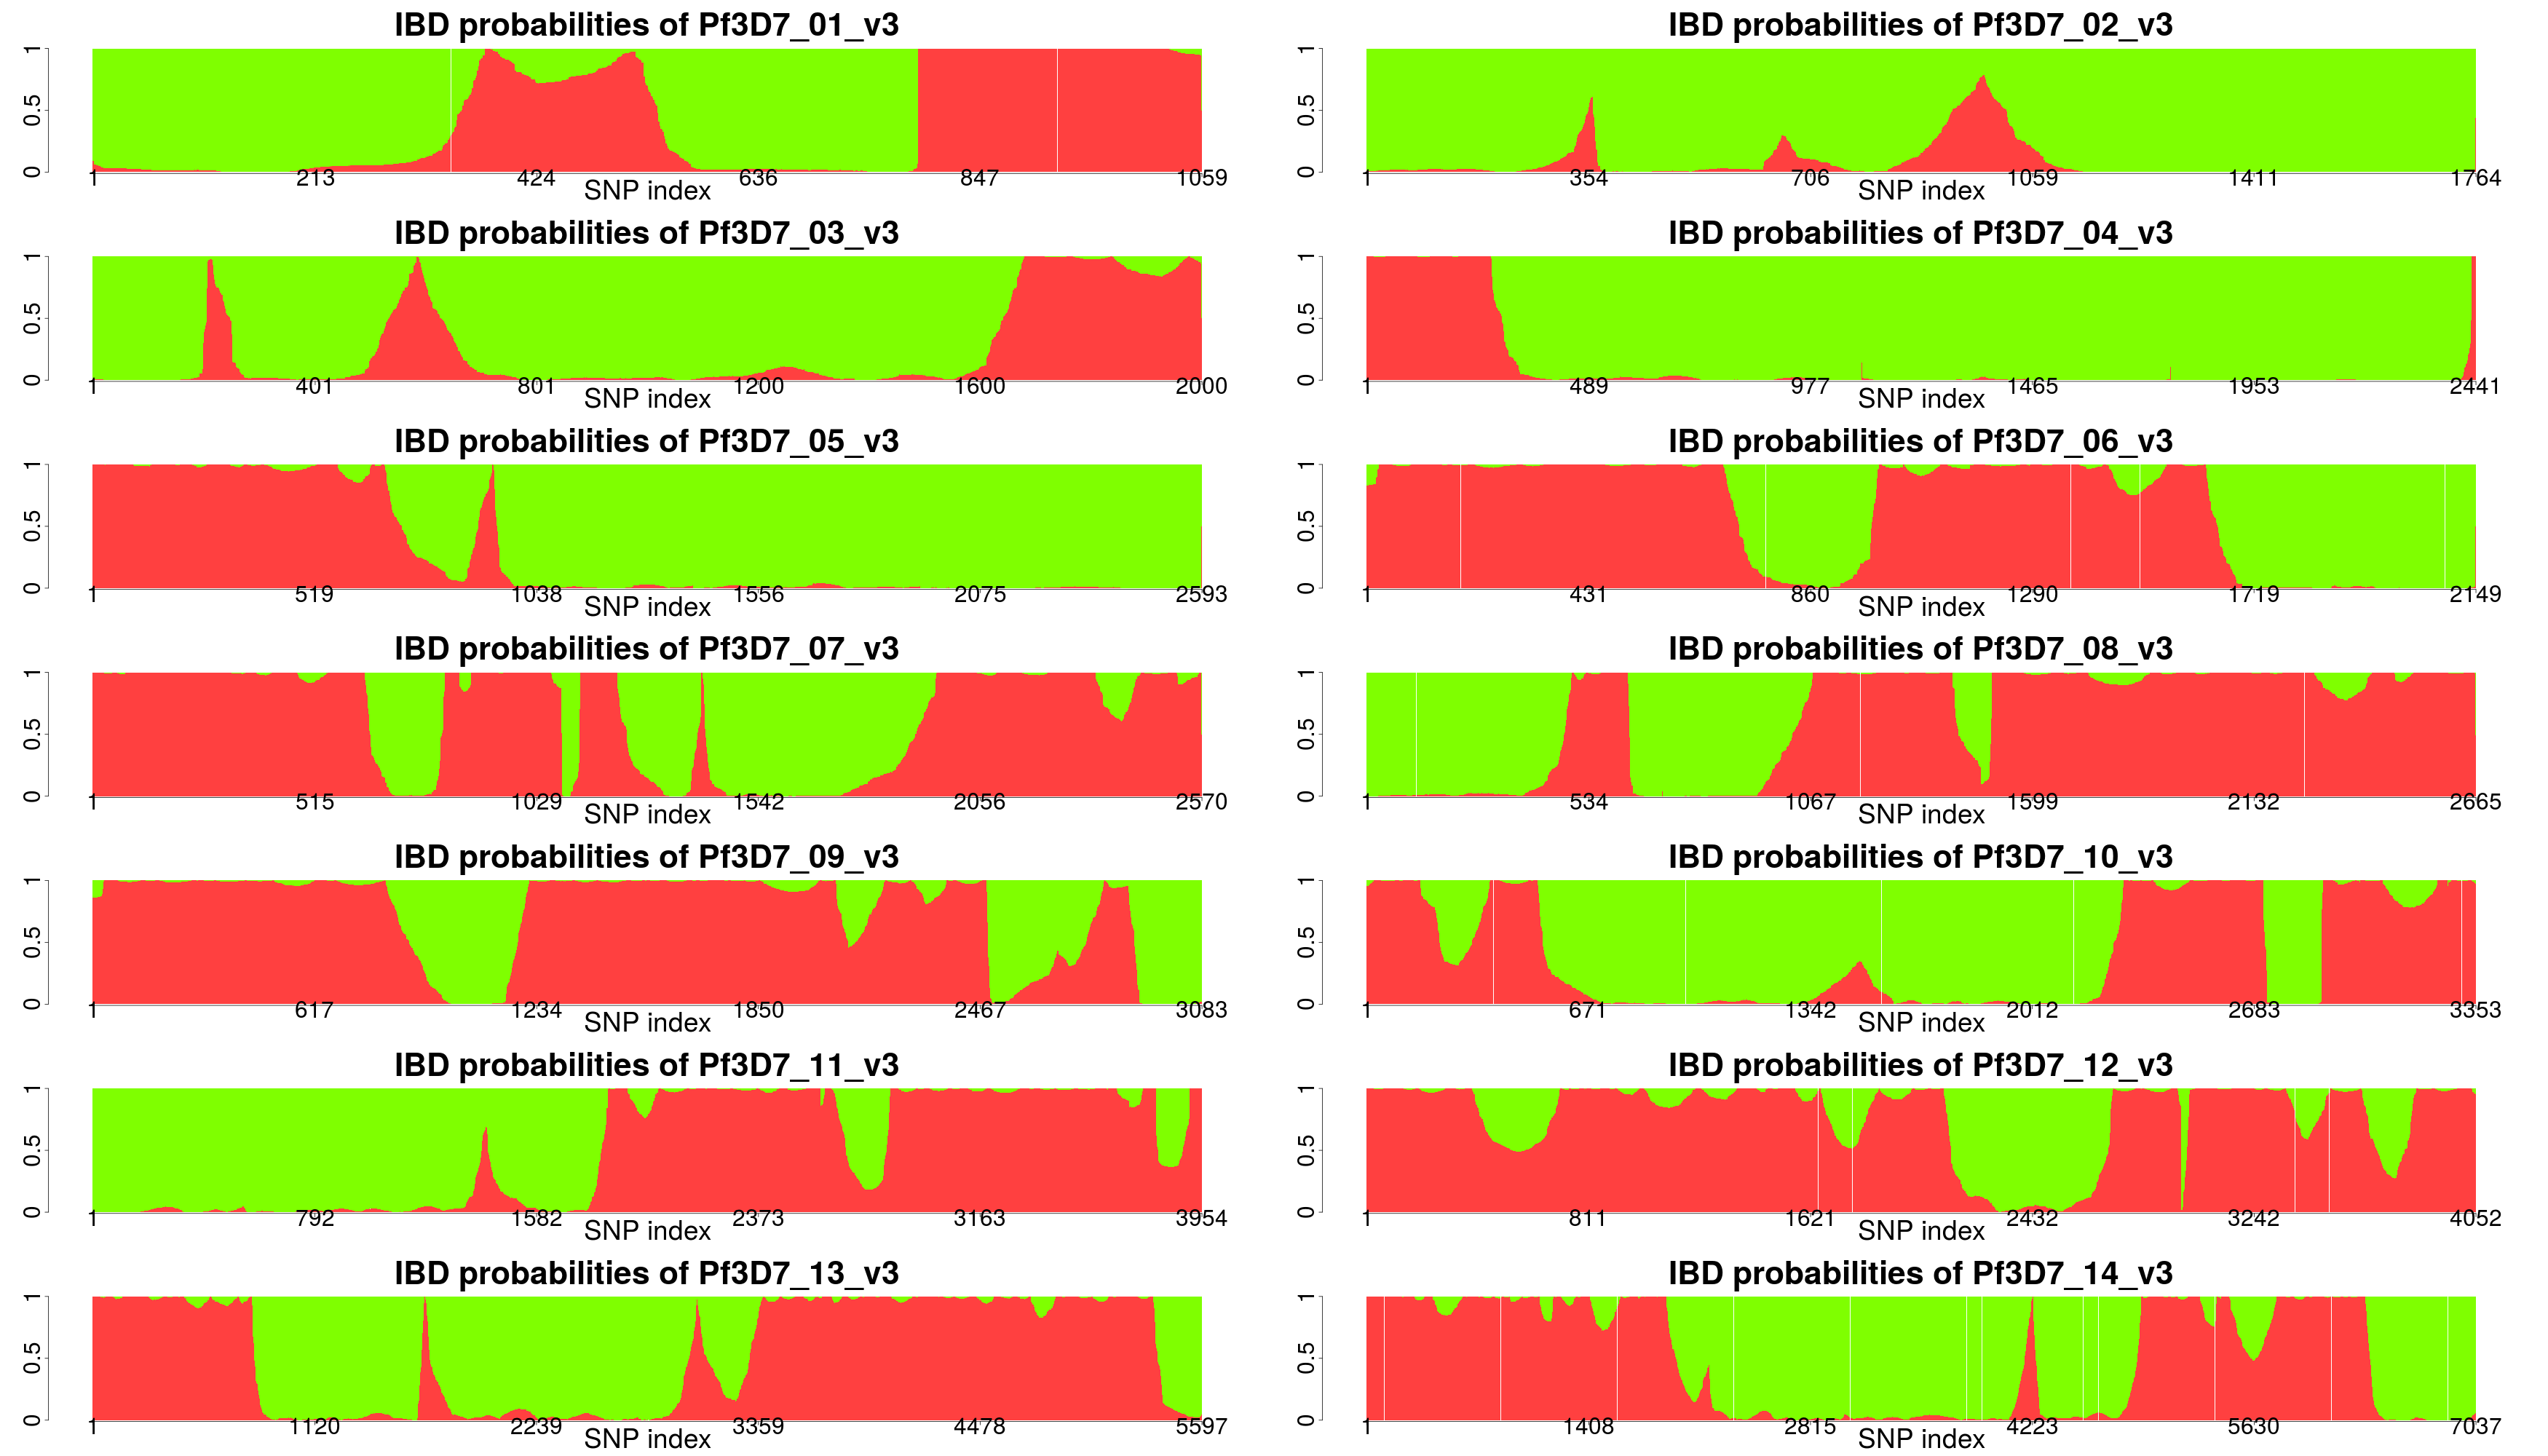 IBD probabilities of Pf3D7_01_v3
0 0.5 1
1 213 424 636 847 1059
SNP index
IBD probabilities of Pf3D7_02_v3
0 0.5 1
1 354 706 1059 1411 1764
SNP index
IBD probabilities of Pf3D7_03_v3
0 0.5 1
1 401 801 1200 1600 2000
SNP index
IBD probabilities of Pf3D7_04_v3
0 0.5 1
1 489 977 1465 1953 2441
SNP index
IBD probabilities of Pf3D7_05_v3
0 0.5 1
1 519 1038 1556 2075 2593
SNP index
IBD probabilities of Pf3D7_06_v3
0 0.5 1
1 431 860 1290 1719 2149
SNP index
IBD probabilities of Pf3D7_07_v3
0 0.5 1
1 515 1029 1542 2056 2570
SNP index
IBD probabilities of Pf3D7_08_v3
0 0.5 1
1 534 1067 1599 2132 2665
SNP index
IBD probabilities of Pf3D7_09_v3
0 0.5 1
1 617 1234 1850 2467 3083
SNP index
IBD probabilities of Pf3D7_10_v3
0 0.5 1
1 671 1342 2012 2683 3353
SNP index
IBD probabilities of Pf3D7_11_v3
0 0.5 1
1 792 1582 2373 3163 3954
SNP index
IBD probabilities of Pf3D7_12_v3
0 0.5 1
1 811 1621 2432 3242 4052
SNP index
IBD probabilities of Pf3D7_13_v3
0 0.5 1
1 1120 2239 3359 4478 5597
SNP index
IBD probabilities of Pf3D7_14_v3
0 0.5 1
1 1408 2815 4223 5630 7037
SNP index